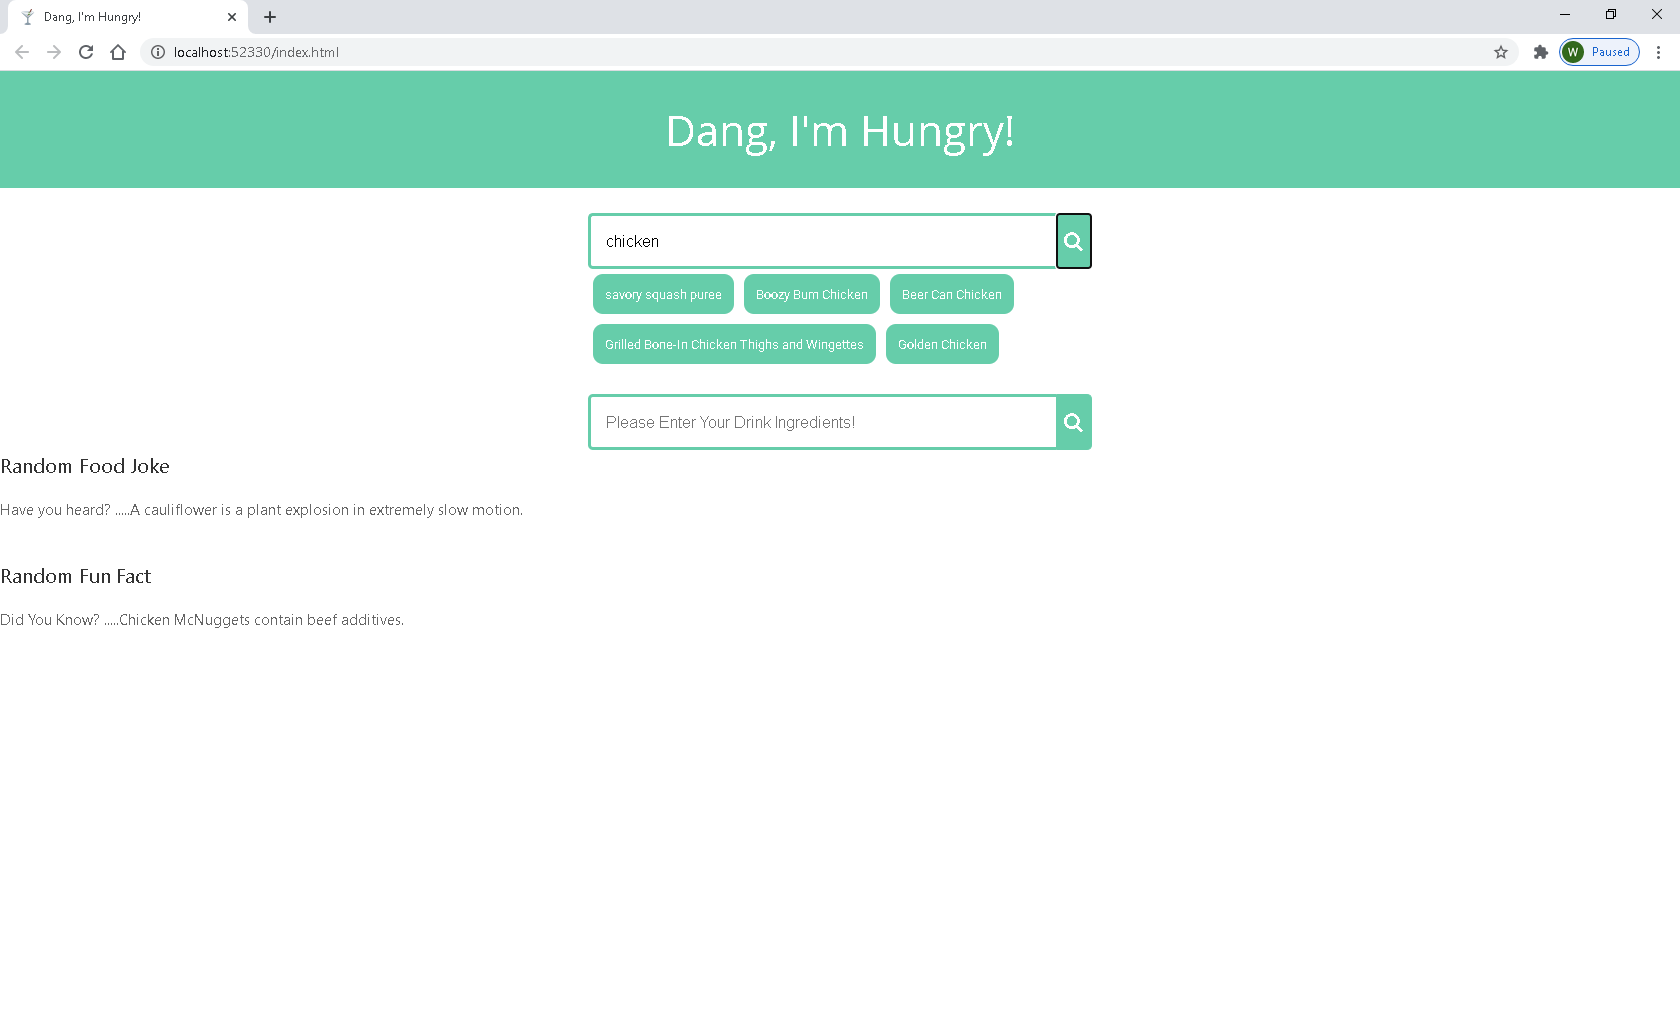 Dang, I'm Hungry!
localhost:52330/index.html
W Paused
Dang, I'm Hungry!
chicken
savory squash puree Boozy Bum Chicken Beer Can Chicken
Grilled Bone-In Chicken Thighs and Wingettes Golden Chicken
Please Enter Your Drink Ingredients!
Random Food Joke
Have you heard? .....A cauliflower is a plant explosion in extremely slow motion.
Random Fun Fact
Did You Know? .....Chicken McNuggets contain beef additives.